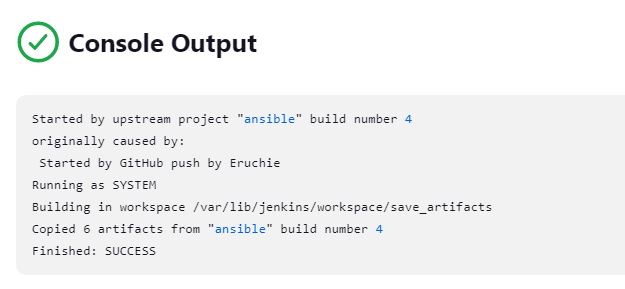 Console Output
Started by upstream project "ansible" build number 4
originally caused by:
Started by GitHub push by Eruchie
Running as SYSTEM
Building in workspace /var/lib/jenkins/workspace/save_artifacts
Copied 6 artifacts from "ansible" build number 4
Finished: SUCCESS